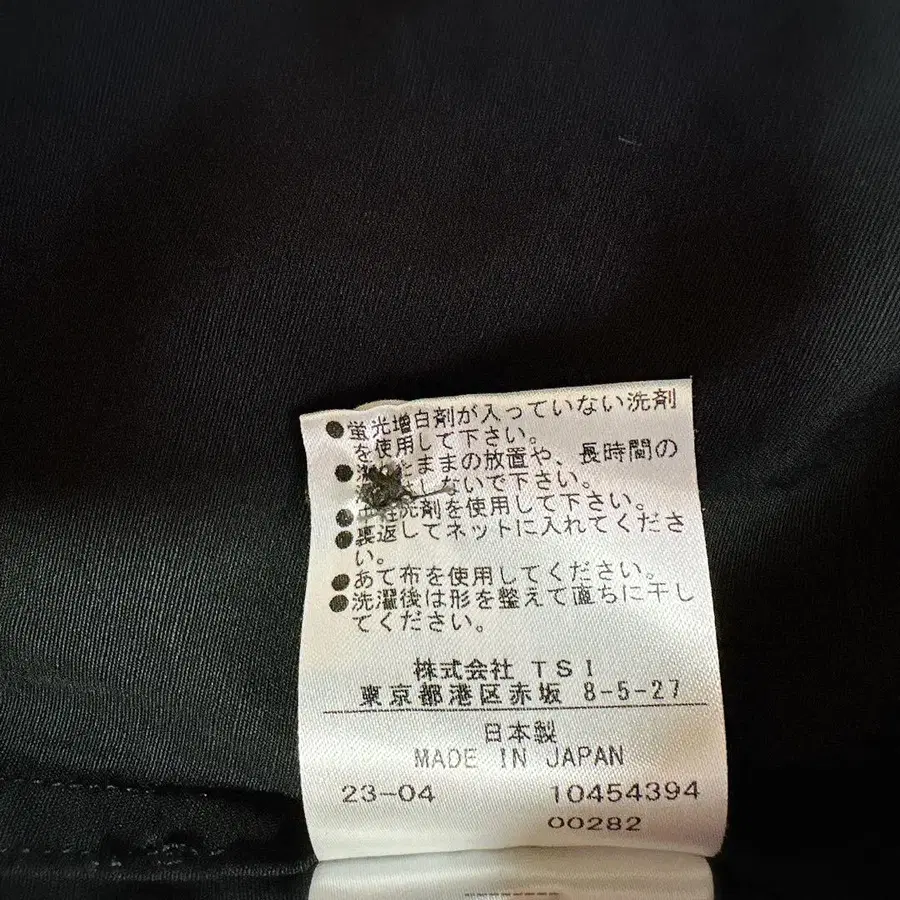 ●蛍光増白剤が入っていない洗剤
を使用して下さい。
たままの放置や、長時間の
しないで下さい。
洗剤を使用して下さい。
●裏返してネットに入れてくださ
い。
●あて布を使用してください。
●洗濯後は形を整えて直ちに干し
てください。
株式会社 TSI
東京都港区赤坂 8-5-27
日本製
MADE IN JAPAN
23-04 10454394
00282